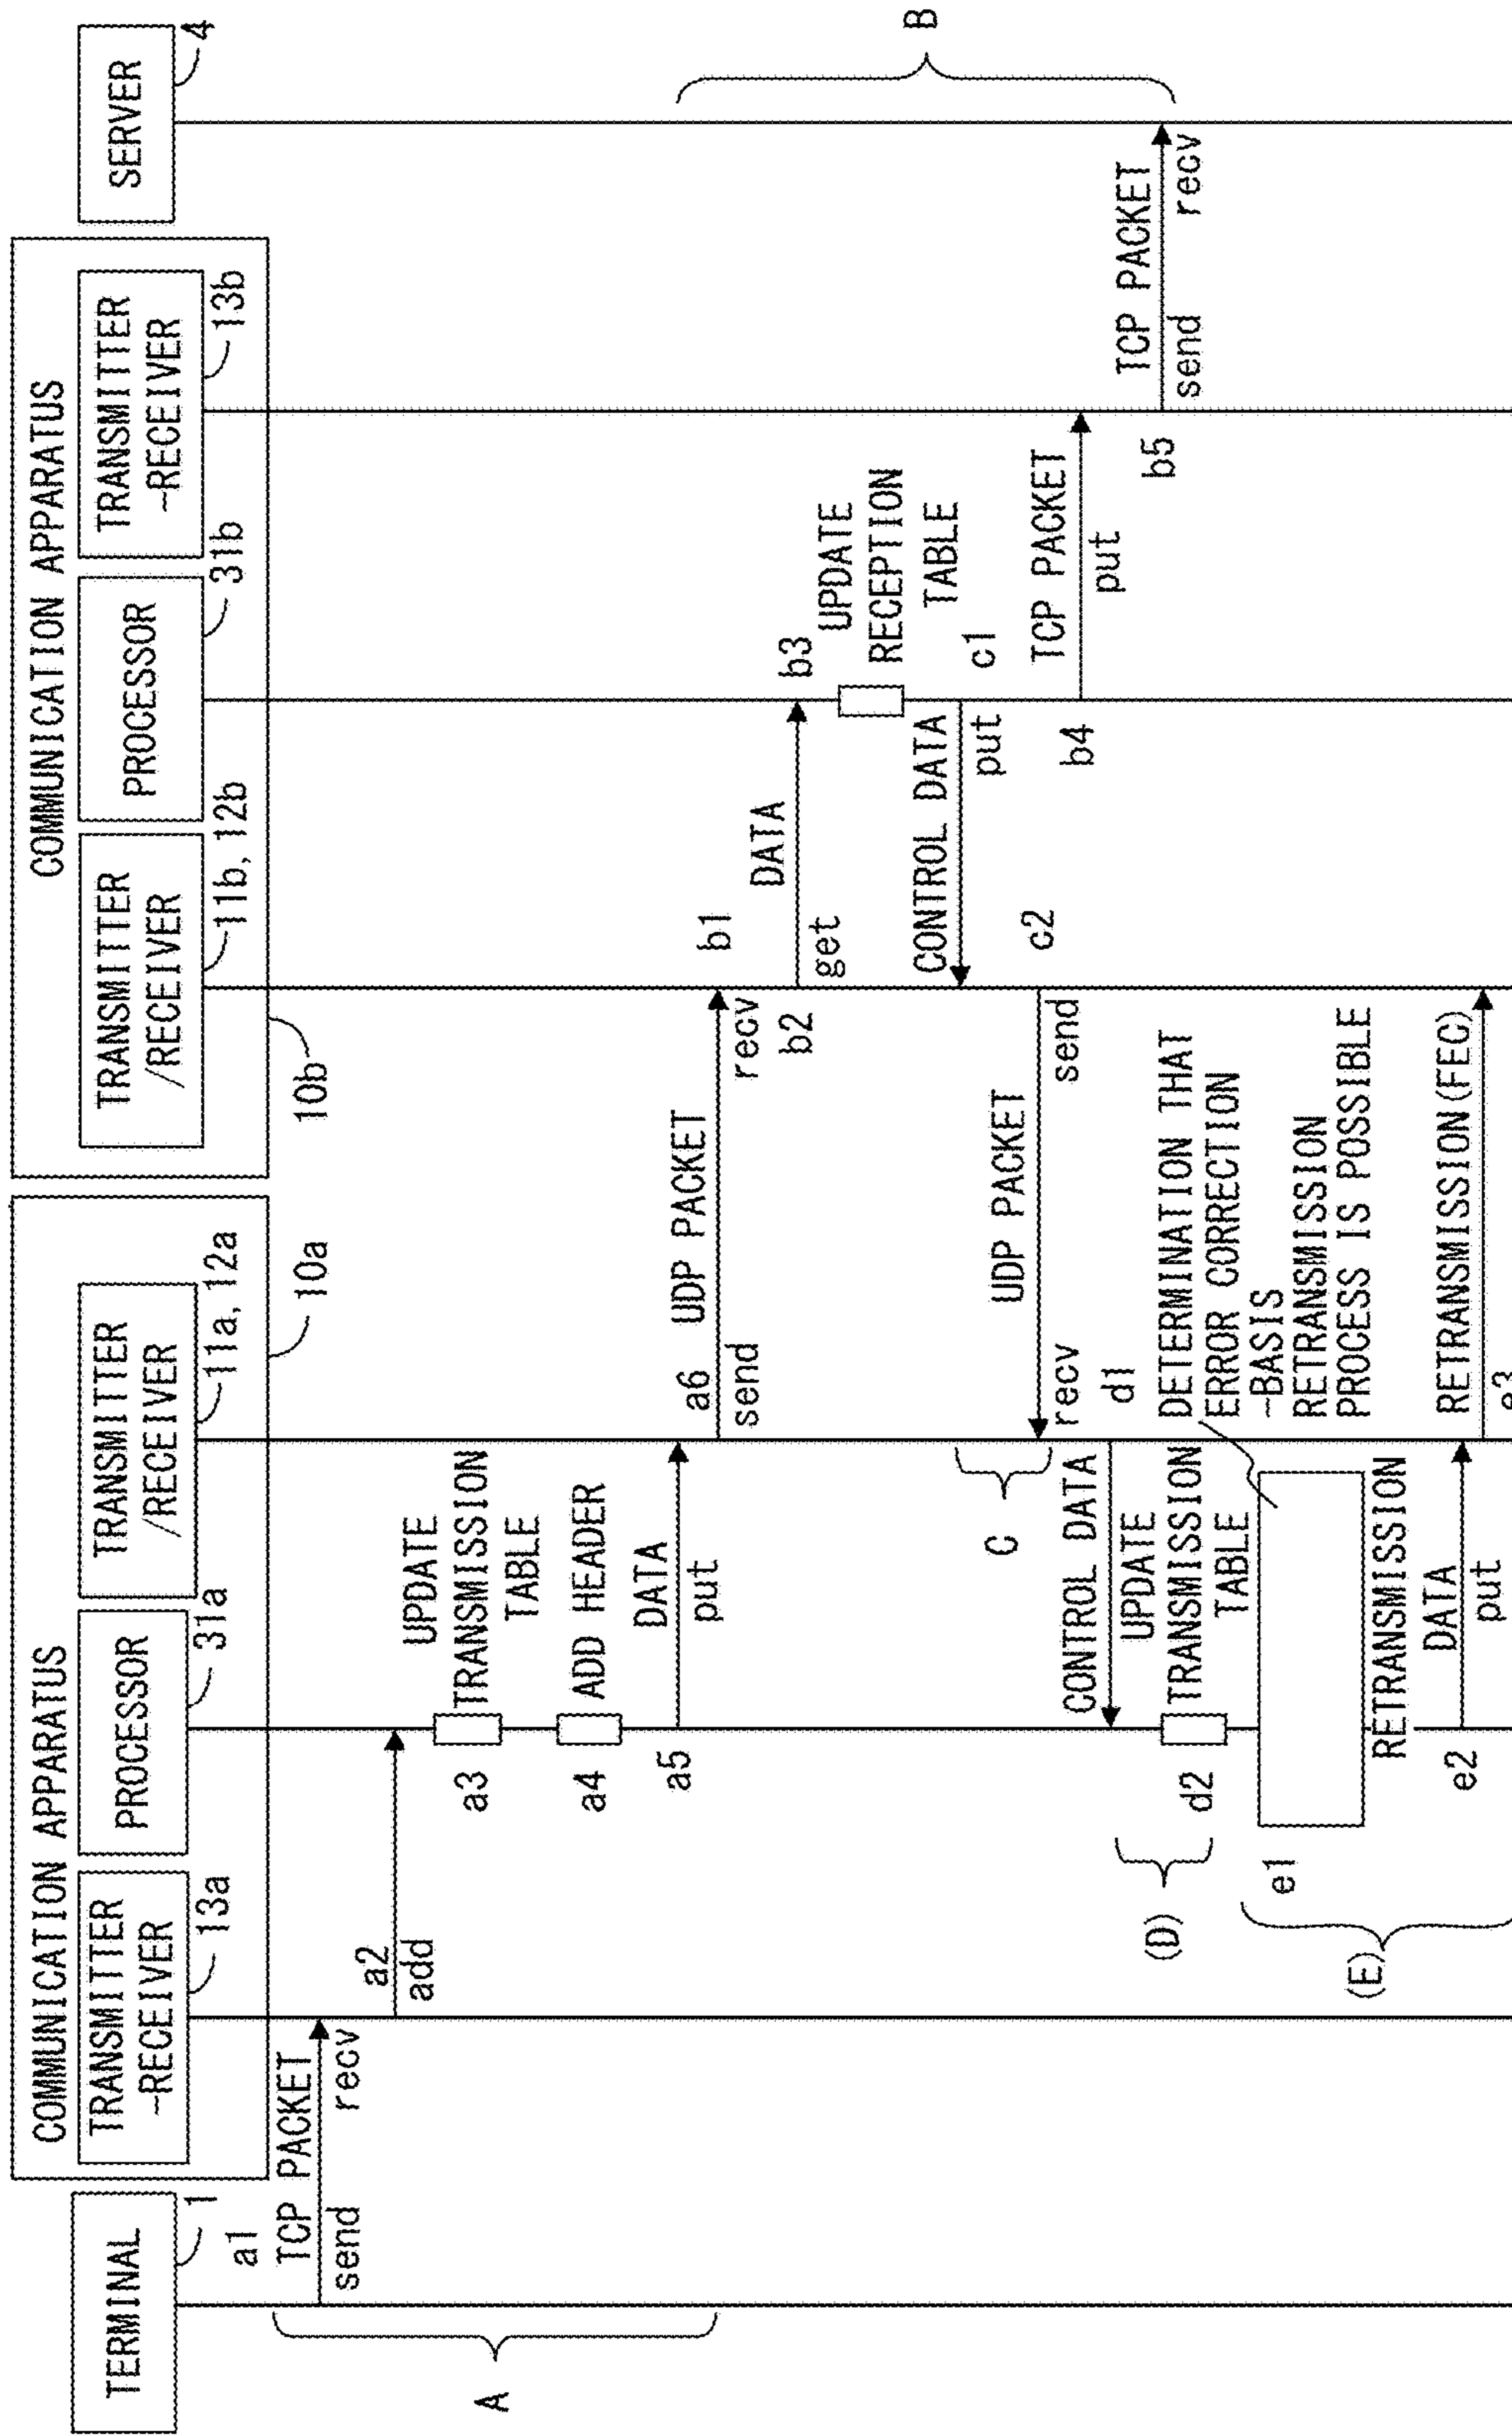 TERMINAL
1
COMMUNICATION APPARATUS
TRANSMITTER
-RECEIVER
13a
PROCESSOR
31a
TRANSMITTER
/RECEIVER
11a, 12a
10a
COMMUNICATION APPARATUS
TRANSMITTER
/RECEIVER
11b, 12b
10b
PROCESSOR
31b
TRANSMITTER
-RECEIVER
13b
SERVER
4
A
a1
TCP PACKET
send
recv
a2
add
a3
UPDATE
TRANSMISSION
TABLE
a4
ADD HEADER
a5
DATA
put
a6
UDP PACKET
send
recv
b1
b2
DATA
get
b3
UPDATE
RECEPTION
TABLE
B
CONTROL DATA
put
c1
c2
UDP PACKET
send
recv
C
b4
TCP PACKET
put
b5
TCP PACKET
send
recv
d1
CONTROL DATA
d2
UPDATE
TRANSMISSION
TABLE
(D)
DETERMINATION THAT
ERROR CORRECTION
-BASIS
RETRANSMISSION
PROCESS IS POSSIBLE
e1
(E)
RETRANSMISSION
e2
DATA
put
RETRANSMISSION(FEC)
e3